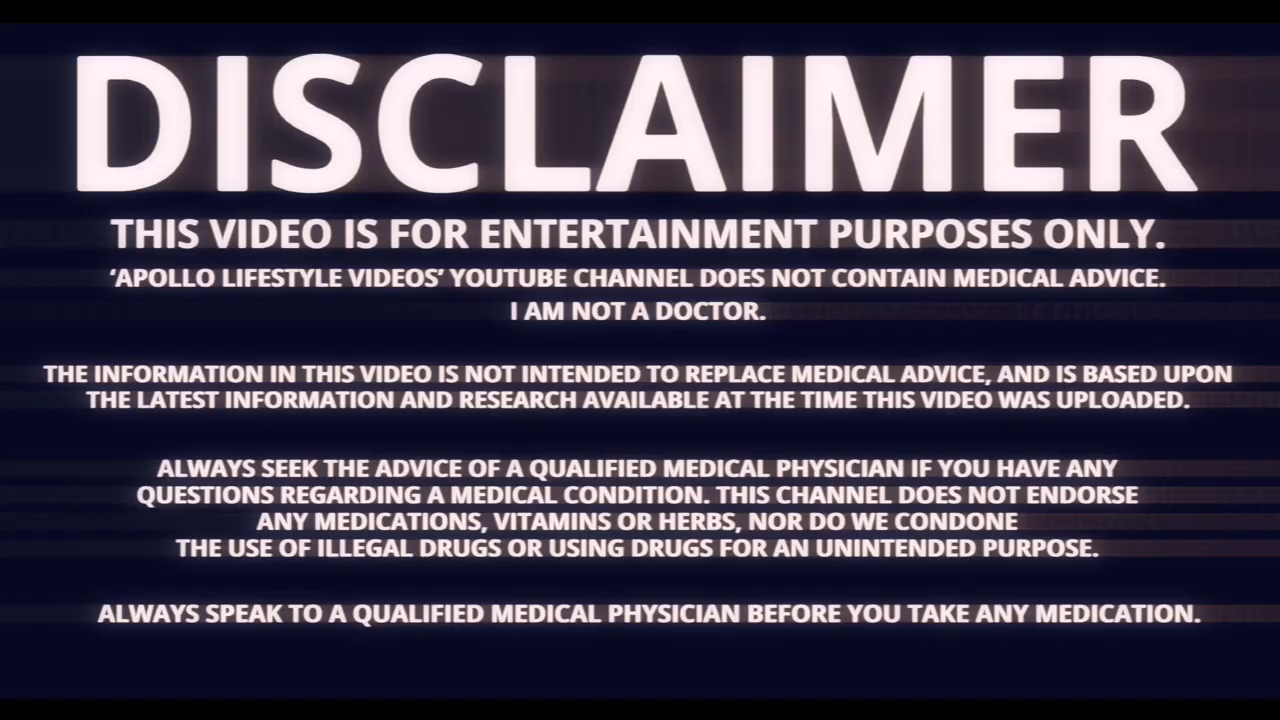 DISCLAIMER
THIS VIDEO IS FOR ENTERTAINMENT PURPOSES ONLY.
‘APOLLO LIFESTYLE VIDEOS’ YOUTUBE CHANNEL DOES NOT CONTAIN MEDICAL ADVICE.
I AM NOT A DOCTOR.
THE INFORMATION IN THIS VIDEO IS NOT INTENDED TO REPLACE MEDICAL ADVICE, AND IS BASED UPON
THE LATEST INFORMATION AND RESEARCH AVAILABLE AT THE TIME THIS VIDEO WAS UPLOADED.
ALWAYS SEEK THE ADVICE OF A QUALIFIED MEDICAL PHYSICIAN IF YOU HAVE ANY
QUESTIONS REGARDING A MEDICAL CONDITION. THIS CHANNEL DOES NOT ENDORSE
ANY MEDICATIONS, VITAMINS OR HERBS, NOR DO WE CONDONE
THE USE OF ILLEGAL DRUGS OR USING DRUGS FOR AN UNINTENDED PURPOSE.
ALWAYS SPEAK TO A QUALIFIED MEDICAL PHYSICIAN BEFORE YOU TAKE ANY MEDICATION.